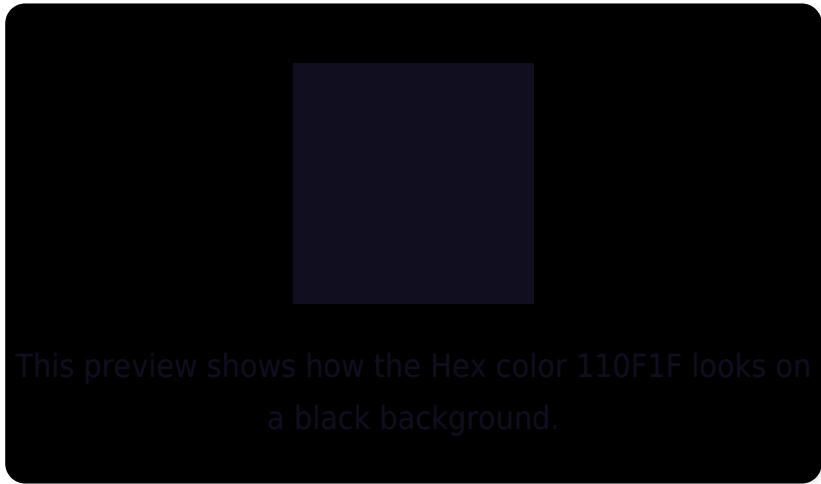 This preview shows how the Hex color 110F1F looks on
a black background.